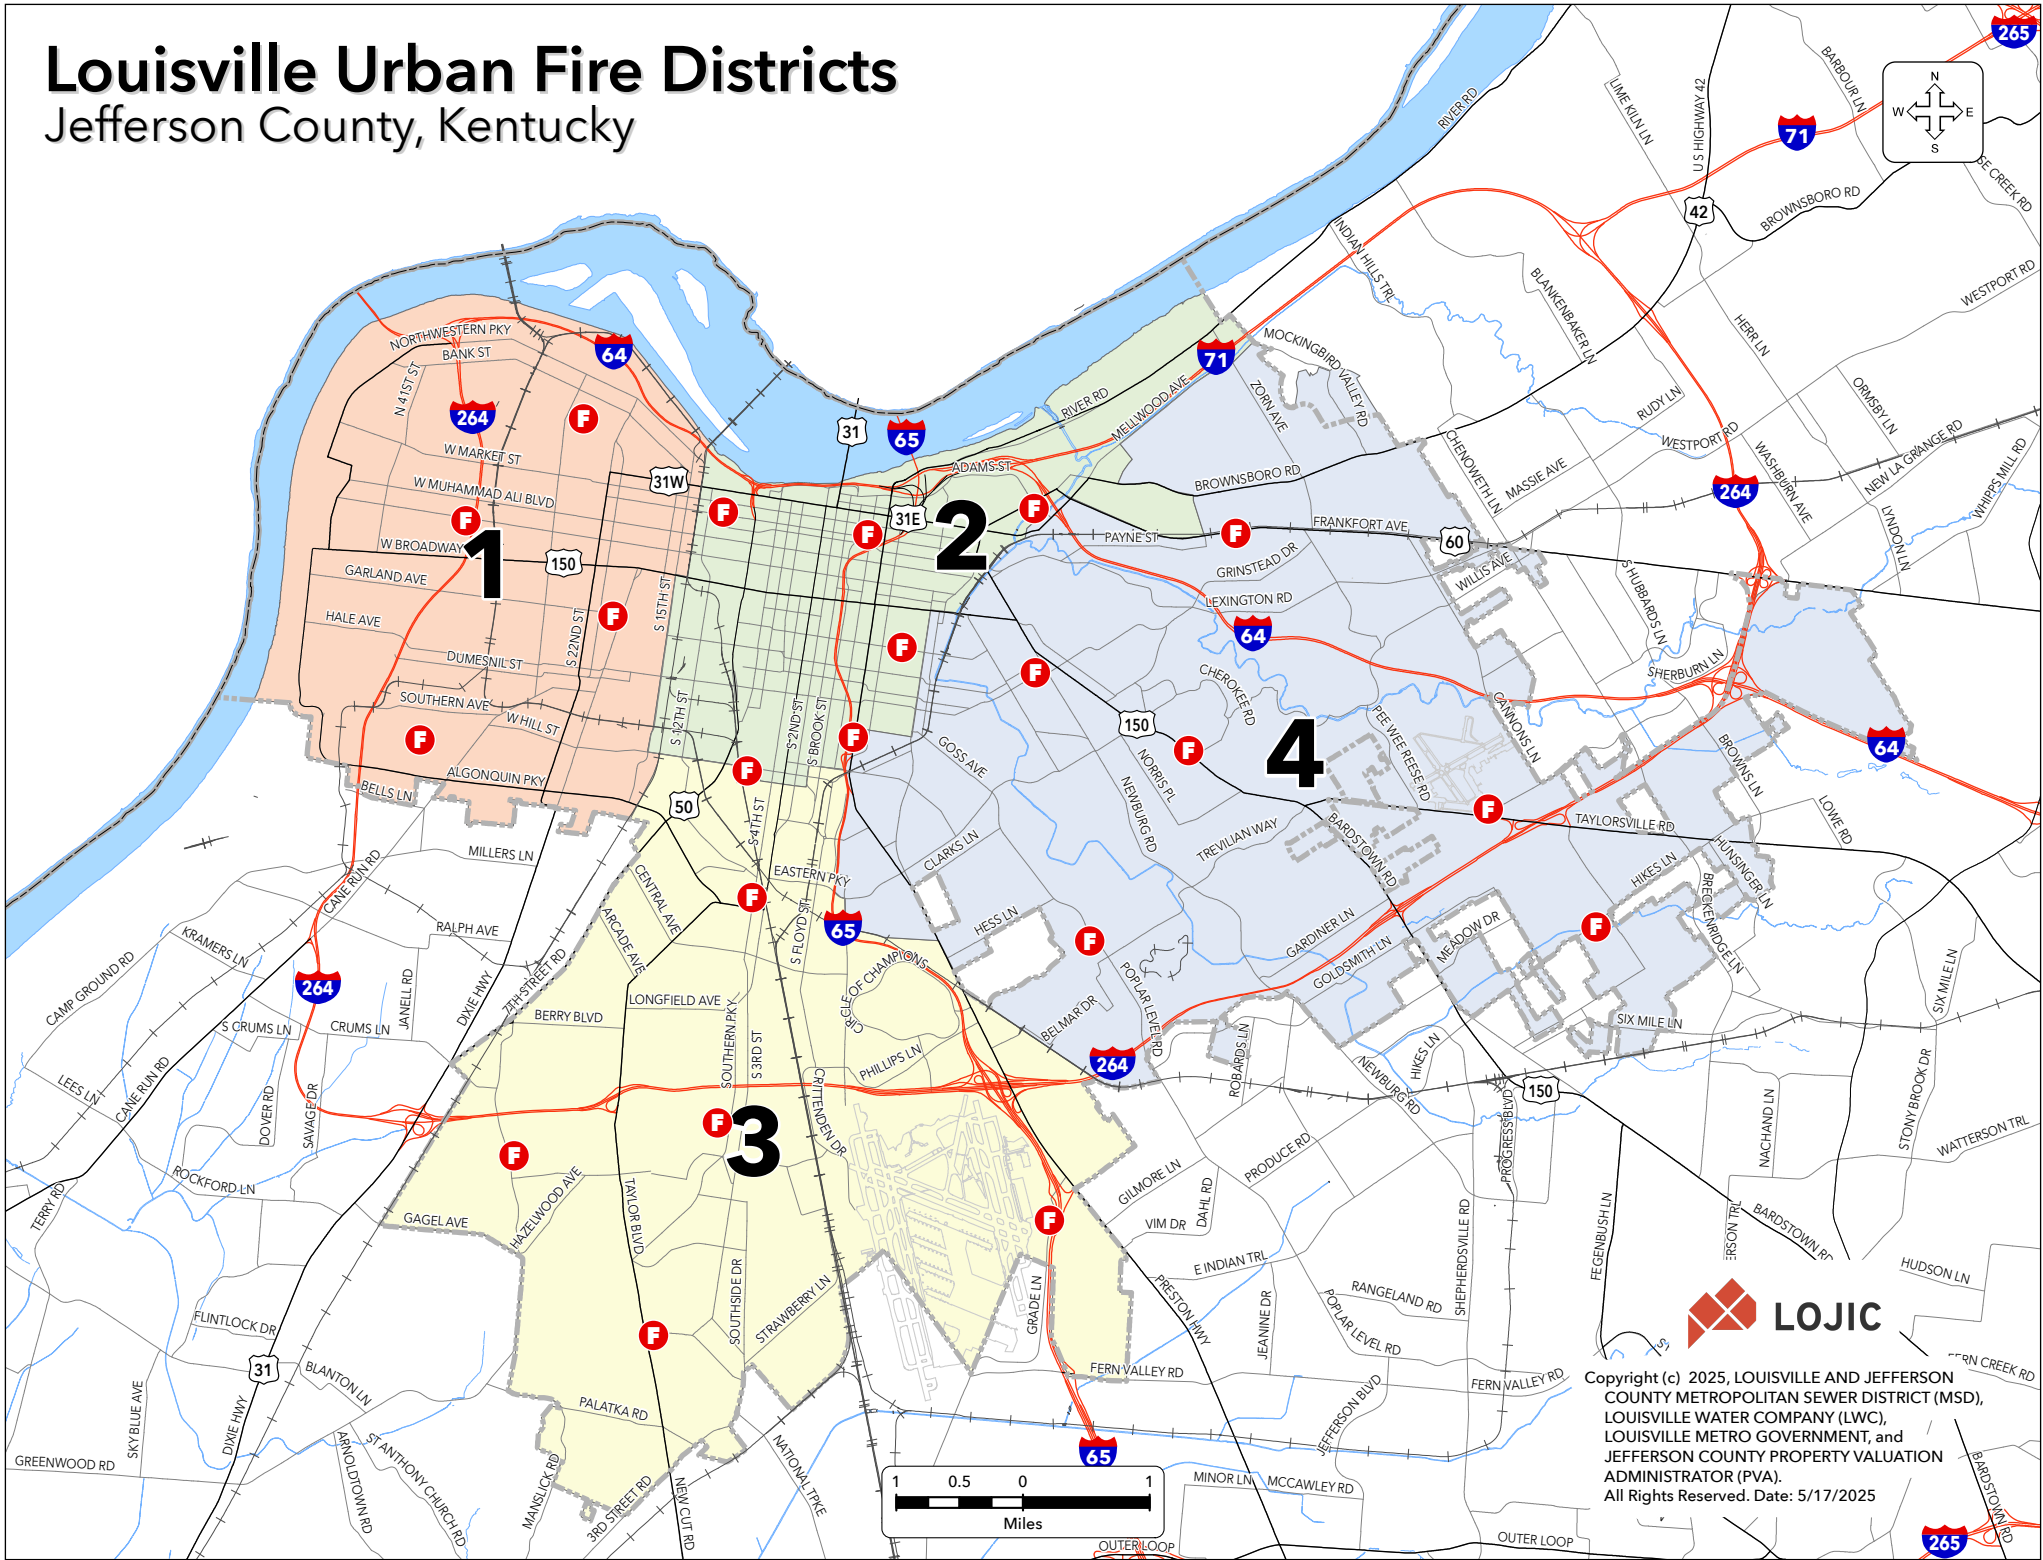 Louisville Urban Fire Districts
Jefferson County, Kentucky
265
BARBOUR LN
LIME KILN LN
U S HIGHWAY 42
RIVER RD
N
W E
S
71
42
BROWNSBORO RD
INDIAN HILLS TRL
BLANKENBAKER LN
WESTPORT RD
HERR LN
NORTHWESTERN PKY
BANK ST
64
N 41ST ST
264
F
W MARKET ST
31W
W MUHAMMAD ALI BLVD
F
1
W BROADWAY
150
GARLAND AVE
HALE AVE
S 22ND ST
S 15TH ST
F
DUMESNIL ST
SOUTHERN AVE
W HILL ST
F
ALGONQUIN PKY
BELLS LN
31
65
RIVER RD
MELLWOOD AVE
71
MOCKINGBIRD VALLEY RD
ZORN AVE
ADAMS ST
BROWNSBORO RD
F
31E
2
F
F
F
PAYNE ST
FRANKFORT AVE
60
GRINSTEAD DR
LEXINGTON RD
WILLIS AVE
64
CHENOWETH LN
MASSIE AVE
RUDY LN
WESTPORT RD
264
WASHBURN AVE
ORMSBY LN
NEW LA GRANGE RD
WHIPPS MILL RD
LYNDON LN
S HUBBARDS LN
SHERBURN LN
F
F
S 12TH ST
S 2ND ST
S BROOK ST
F
F
50
S 4TH ST
GOSS AVE
150
CHEROKEE RD
F
4
NORRIS PL
NEWBURG RD
PEE WEE REESE RD
CANNONS LN
BROWNS LN
64
LOWE RD
F
TAYLORSVILLE RD
TREVILIAN WAY
BARDSTOWN RD
HUNSINGER LN
HIKES LN
BRECKENRIDGE LN
F
MILLERS LN
CANE RUN RD
CENTRAL AVE
EASTERN PKY
CLARKS LN
F
65
S FLOYD ST
ARCADE AVE
HESS LN
F
GARDINER LN
GOLDSMITH LN
MEADOW DR
RALPH AVE
KRAMERS LN
CAMP GROUND RD
264
JANELL RD
DIXIE HWY
7TH STREET RD
S CRUMS LN
CRUMS LN
BERRY BLVD
LONGFIELD AVE
SOUTHERN PKY
S 3RD ST
CIRCLE OF CHAMPIONS
PHILLIPS LN
BELMAR DR
POPLAR LEVEL RD
264
ROBARDS LN
SIX MILE LN
SIX MILE LN
HIKES LN
NEWBURG RD
150
LEES LN
CANE RUN RD
DOVER RD
SAVAGE DR
ROCKFORD LN
TERRY RD
GAGEL AVE
F
HAZELWOOD AVE
TAYLOR BLVD
F
3
CRITTENDEN DR
F
GILMORE LN
PRODUCE RD
DAHL RD
VIM DR
E INDIAN TRL
PROGRESS BLVD
SHEPHERDSVILLE RD
NACHAND LN
STONY BROOK DR
WATTERSON TRL
FEGENBUSH LN
BARDSTOWN RD
HUDSON LN
FLINTLOCK DR
31
BLANTON LN
SKY BLUE AVE
DIXIE HWY
GREENWOOD RD
ARNOLDTOWN RD
ST ANTHONY CHURCH RD
F
SOUTHSIDE DR
STRAWBERRY LN
PALATKA RD
MANSLICK RD
3RD STREET RD
NEW CUT RD
NATIONAL TPKE
GRADE LN
PRESTON HWY
FERN VALLEY RD
65
JEANINE DR
RANGELAND RD
POPLAR LEVEL RD
FERN VALLEY RD
JEFFERSON BLVD
MINOR LN
MCCAWLEY RD
OUTER LOOP
OUTER LOOP
1 0.5 0 1
Miles
LOJIC
Copyright (c) 2025, LOUISVILLE AND JEFFERSON
COUNTY METROPOLITAN SEWER DISTRICT (MSD),
LOUISVILLE WATER COMPANY (LWC),
LOUISVILLE METRO GOVERNMENT, and
JEFFERSON COUNTY PROPERTY VALUATION
ADMINISTRATOR (PVA).
All Rights Reserved. Date: 5/17/2025
BARDSTOWN RD
265